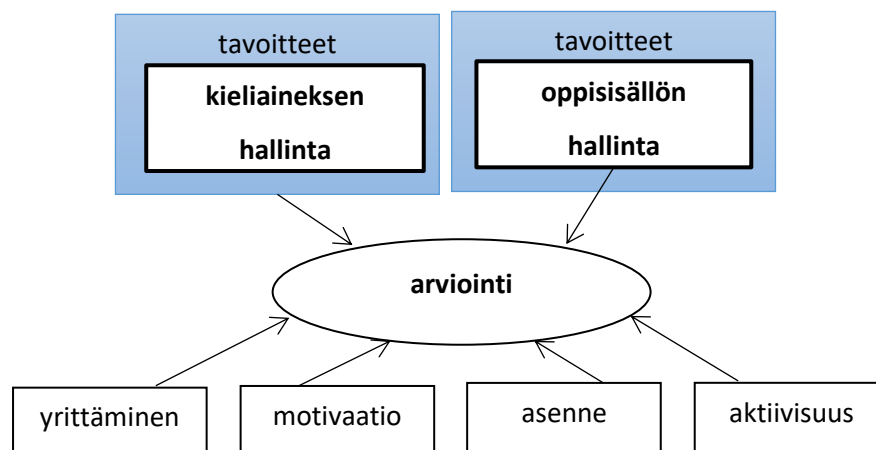 tavoitteet
kieliaineksen
hallinta
tavoitteet
oppisisällön
hallinta
arviointi
yrittäminen
motivaatio
asenne
aktiivisuus